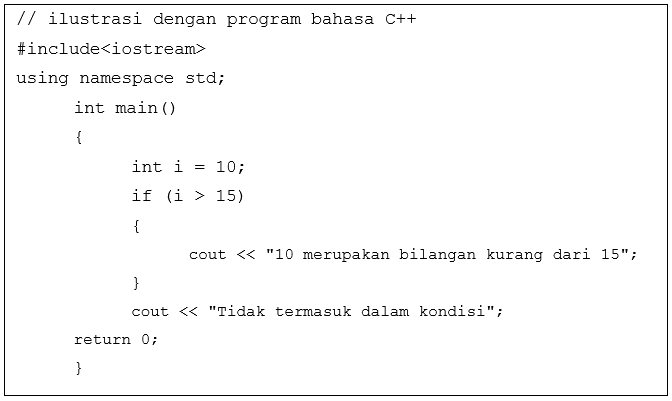 // ilustrasi dengan program bahasa C++
#include<iostream>
using namespace std;
int main()
{
int i = 10;
if (i > 15)
{
cout << "10 merupakan bilangan kurang dari 15";
}
cout << "Tidak termasuk dalam kondisi";
return 0;
}